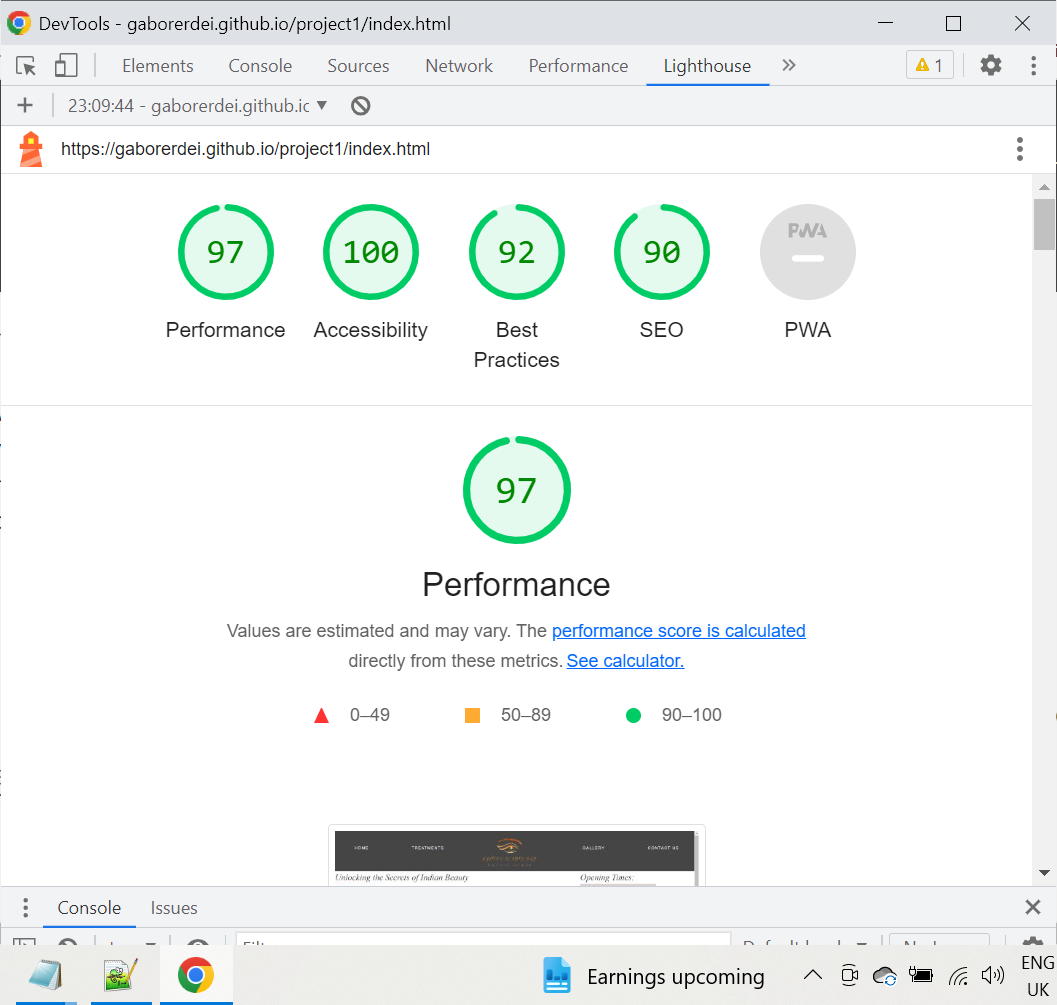 DevTools - gaborerdei.github.io/project1/index.html
Elements Console Sources Network Performance Lighthouse 1
23:09:44 - gaborerdei.github.io
https://gaborerdei.github.io/project1/index.html
97 100 92 90 PWA
Performance Accessibility Best Practices SEO PWA
97
Performance
Values are estimated and may vary. The performance score is calculated
directly from these metrics. See calculator.
0–49 50–89 90–100
HOME TREATMENTS GALLERY CONTACT US
Unlocking the Secrets of Indian Beauty Opening Times:
Console Issues
Earnings upcoming ENG
UK